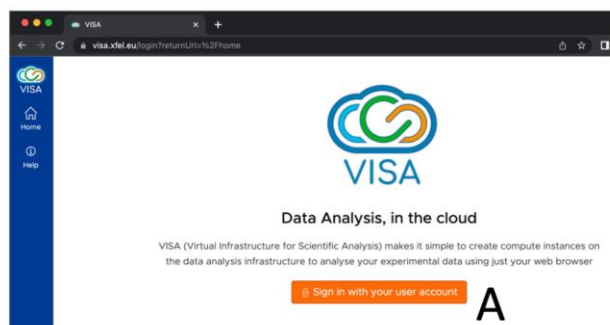 VISA
visa.xfel.eu/login?returnUrl=%2Fhome
VISA
Home
Help
VISA
Data Analysis, in the cloud
VISA (Virtual Infrastructure for Scientific Analysis) makes it simple to create compute instances on
the data analysis infrastructure to analyse your experimental data using just your web browser
Sign in with your user account
A